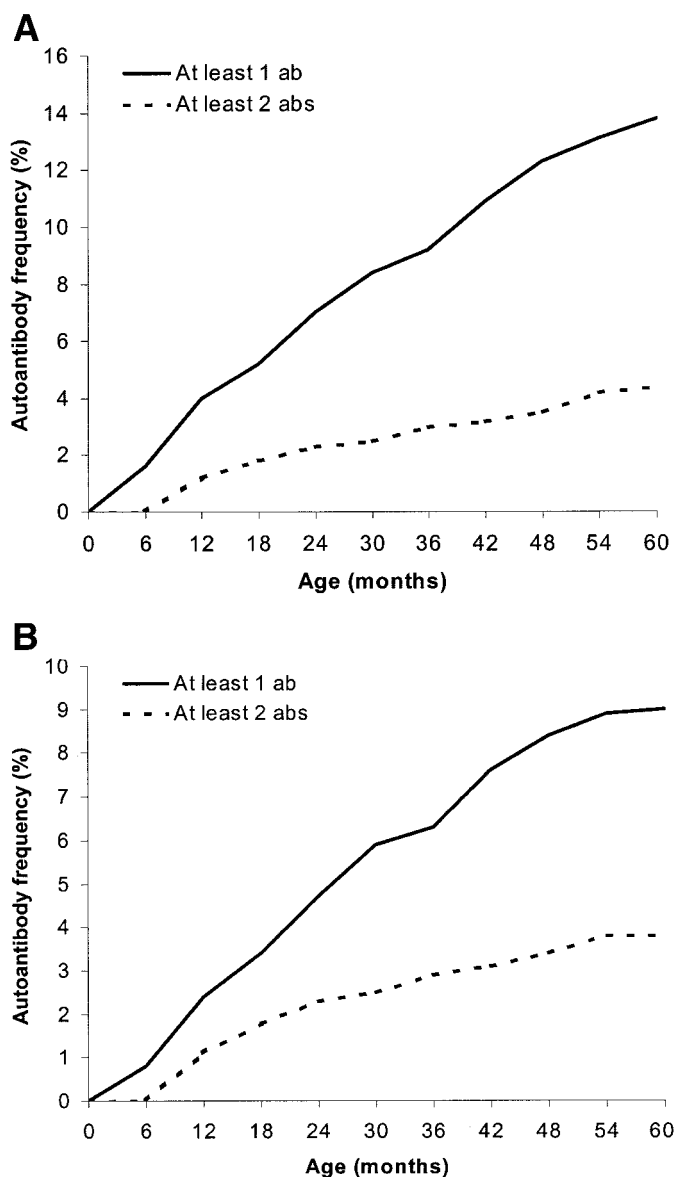 A
16
14
12
10
8
6
4
2
0
Autoantibody frequency (%)
At least 1 ab
At least 2 abs
0 6 12 18 24 30 36 42 48 54 60
Age (months)
B
10
9
8
7
6
5
4
3
2
1
0
Autoantibody frequency (%)
At least 1 ab
At least 2 abs
0 6 12 18 24 30 36 42 48 54 60
Age (months)